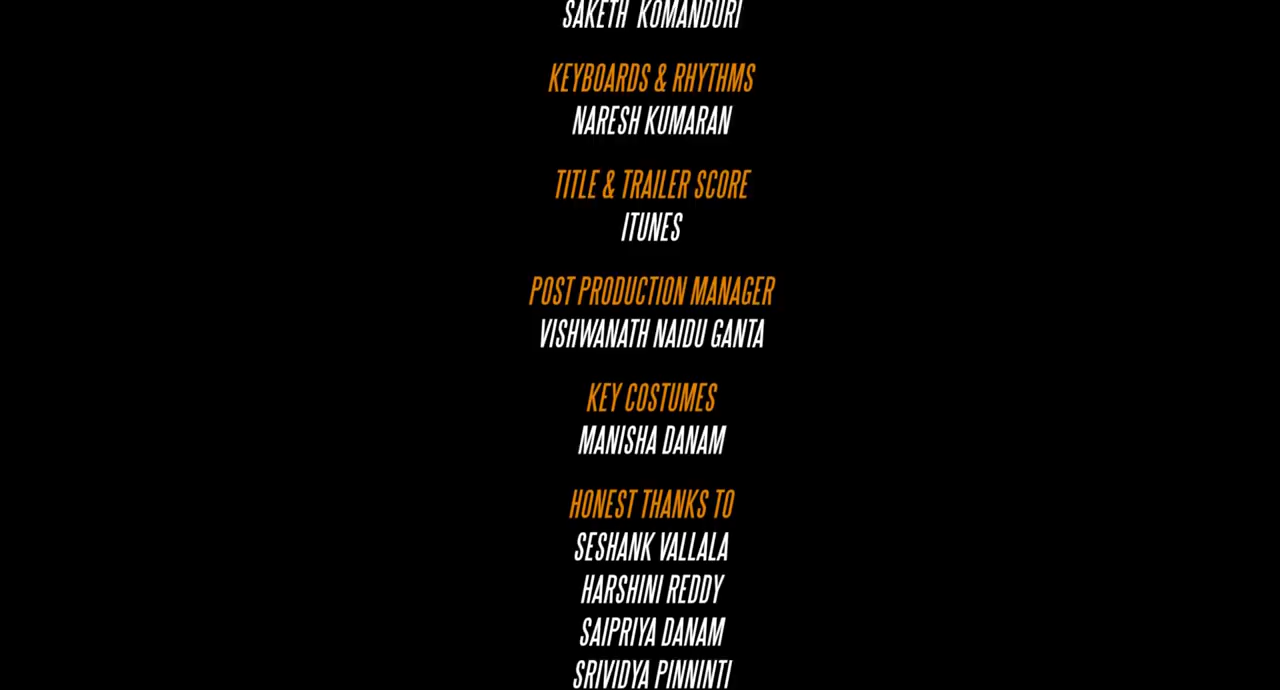 SAKETH KOMANDURI
KEYBOARDS & RHYTHMS
NARESH KUMARAN
TITLE & TRAILER SCORE
ITUNES
POST PRODUCTION MANAGER
VISHWANATH NAIDU GANTA
KEY COSTUMES
MANISHA DANAM
HONEST THANKS TO
SESHANK VALLALA
HARSHINI REDDY
SAIPRIYA DANAM
SRIVIDYA PINNINTI